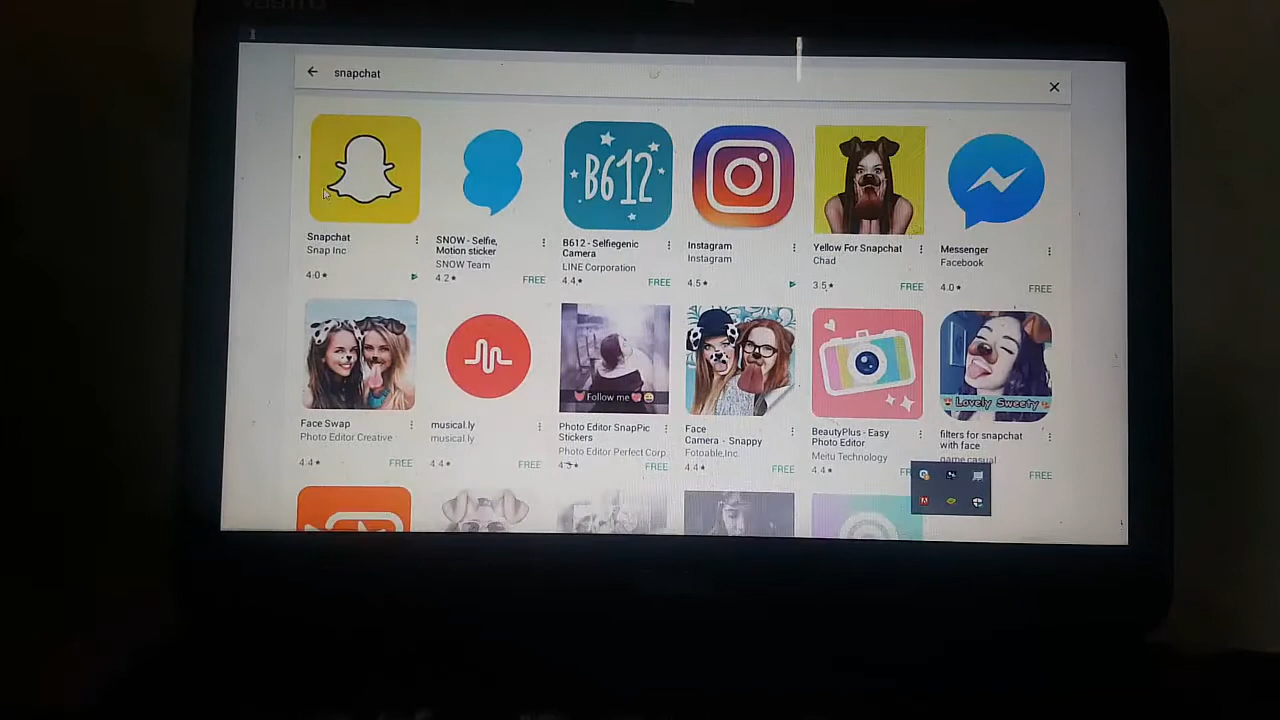 snapchat
B612
Snapchat
Snap Inc
4.0
SNOW - Selfie,
Motion sticker
SNOW Team
4.2
FREE
B612 - Selfiegenic
Camera
LINE Corporation
4.4
FREE
Instagram
Instagram
4.5
Yellow For Snapchat
Chad
3.5
FREE
Messenger
Facebook
4.0
FREE
Follow me
Lovely Sweety
Face Swap
Photo Editor Creative
4.4
FREE
musical.ly
musical.ly
4.4
FREE
Photo Editor SnapPic
Stickers
Photo Editor Perfect Corp.
FREE
Face
Camera - Snappy
Fotoable,Inc.
4.4
FREE
BeautyPlus - Easy
Photo Editor
Meitu Technology
4.4
filters for snapchat
with face
game casual
FREE